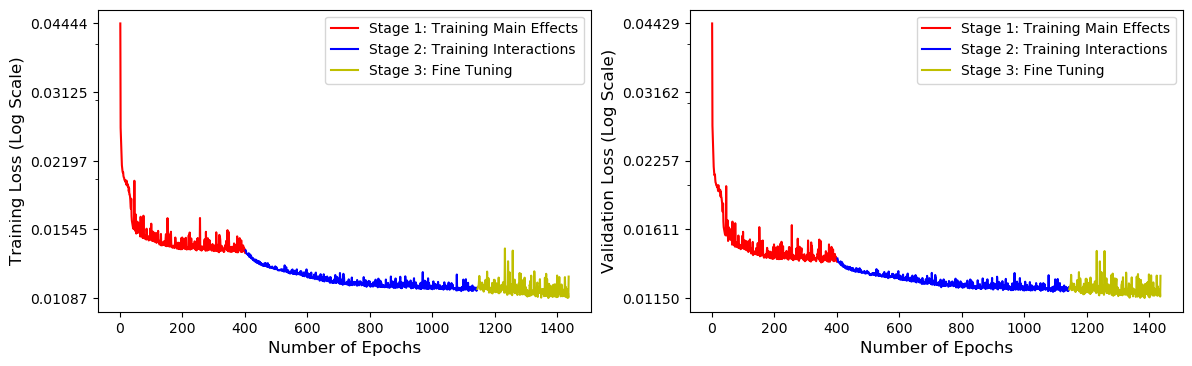 Training Loss (Log Scale)
0.04444
0.03125
0.02197
0.01545
0.01087
0 200 400 600 800 1000 1200 1400
Number of Epochs
Stage 1: Training Main Effects
Stage 2: Training Interactions
Stage 3: Fine Tuning
Validation Loss (Log Scale)
0.04429
0.03162
0.02257
0.01611
0.01150
0 200 400 600 800 1000 1200 1400
Number of Epochs
Stage 1: Training Main Effects
Stage 2: Training Interactions
Stage 3: Fine Tuning